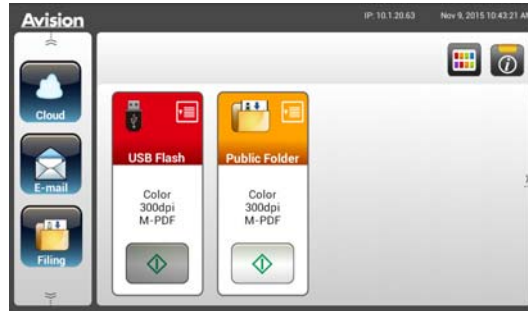 Avision
IP: 10.1.20.63
Nov 9, 2015 10:43:21 AM
Cloud
E-mail
Filing
USB Flash
Color
300dpi
M-PDF
Public Folder
Color
300dpi
M-PDF